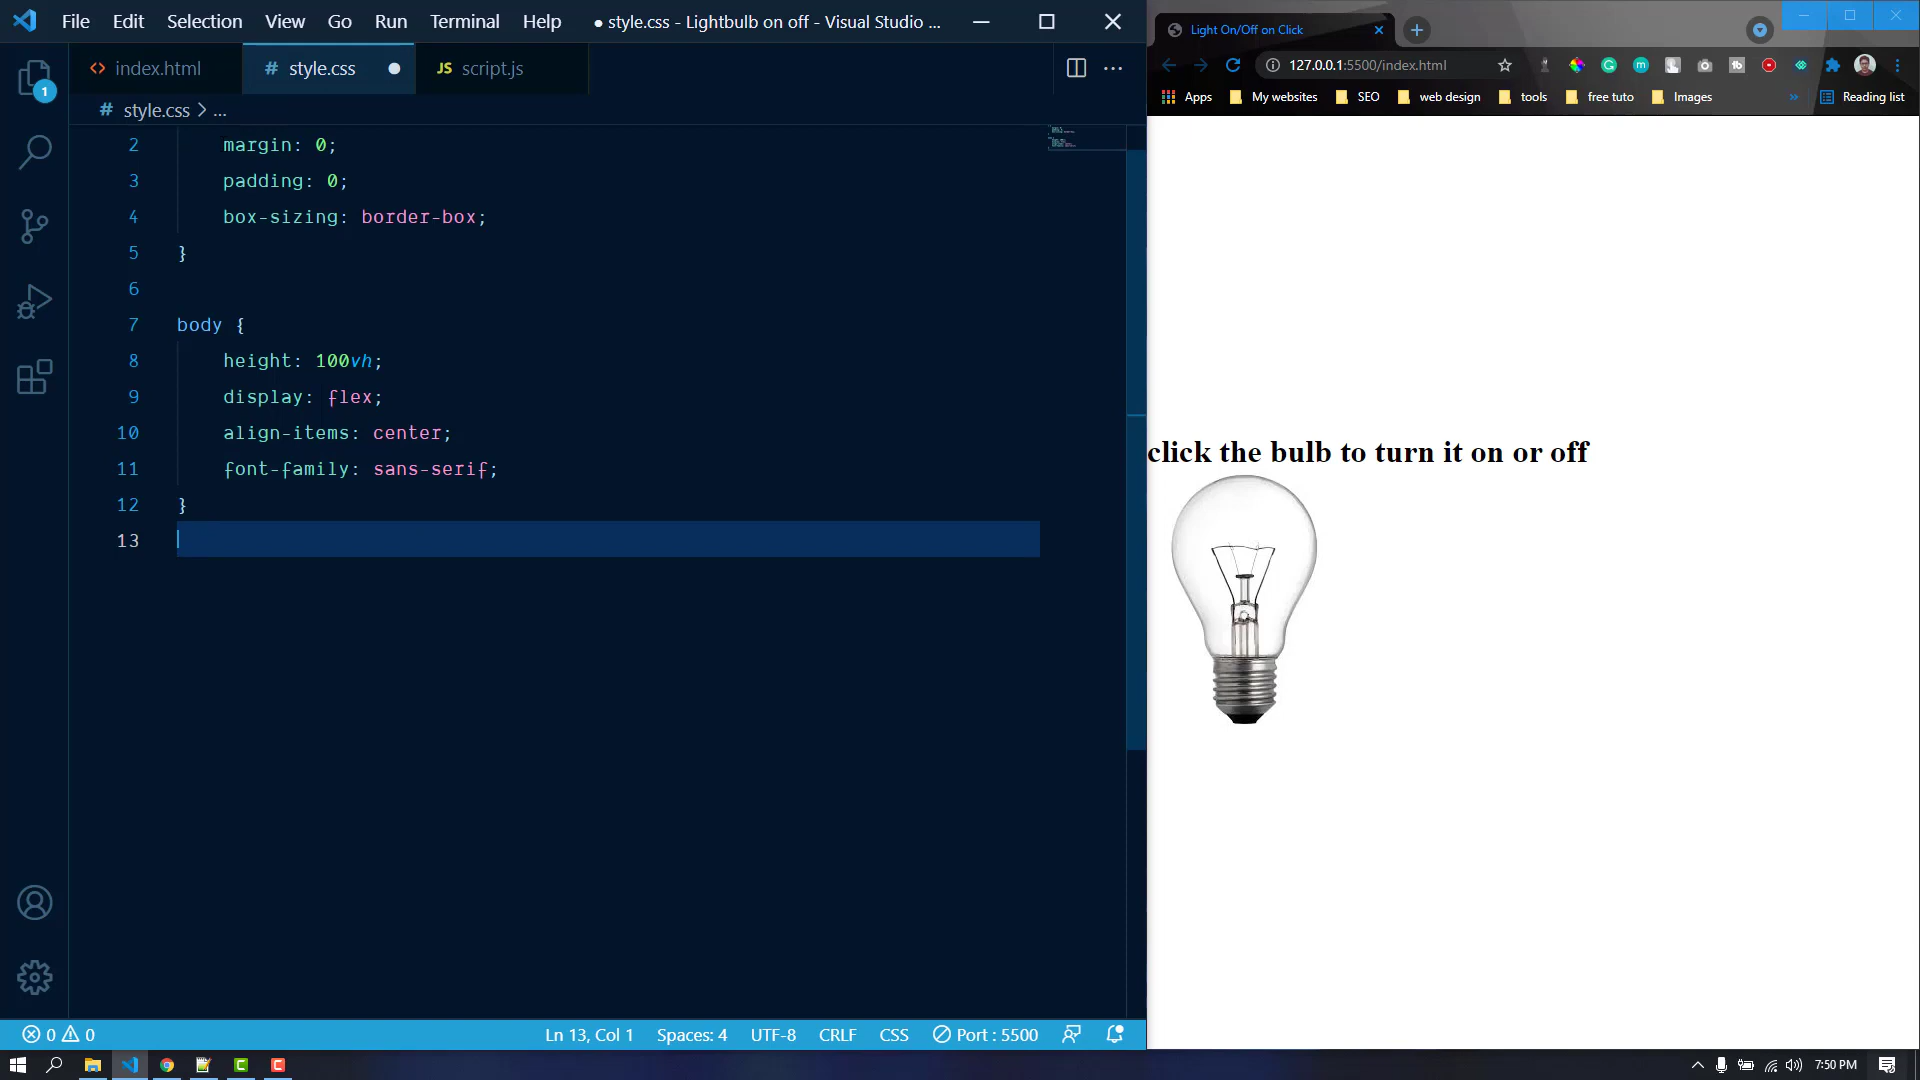 File Edit Selection View Go Run Terminal Help ● style.css - Lightbulb on off - Visual Studio ...
<> index.html # style.css ● JS script.js
# style.css > ...
2 margin: 0;
3 padding: 0;
4 box-sizing: border-box;
5 }
6
7 body {
8 height: 100vh;
9 display: flex;
10 align-items: center;
11 font-family: sans-serif;
12 }
13
1
0 0 Ln 13, Col 1 Spaces: 4 UTF-8 CRLF CSS Port : 5500
Light On/Off on Click
127.0.0.1:5500/index.html
Apps My websites SEO web design tools free tuto Images » Reading list
click the bulb to turn it on or off
7:50 PM